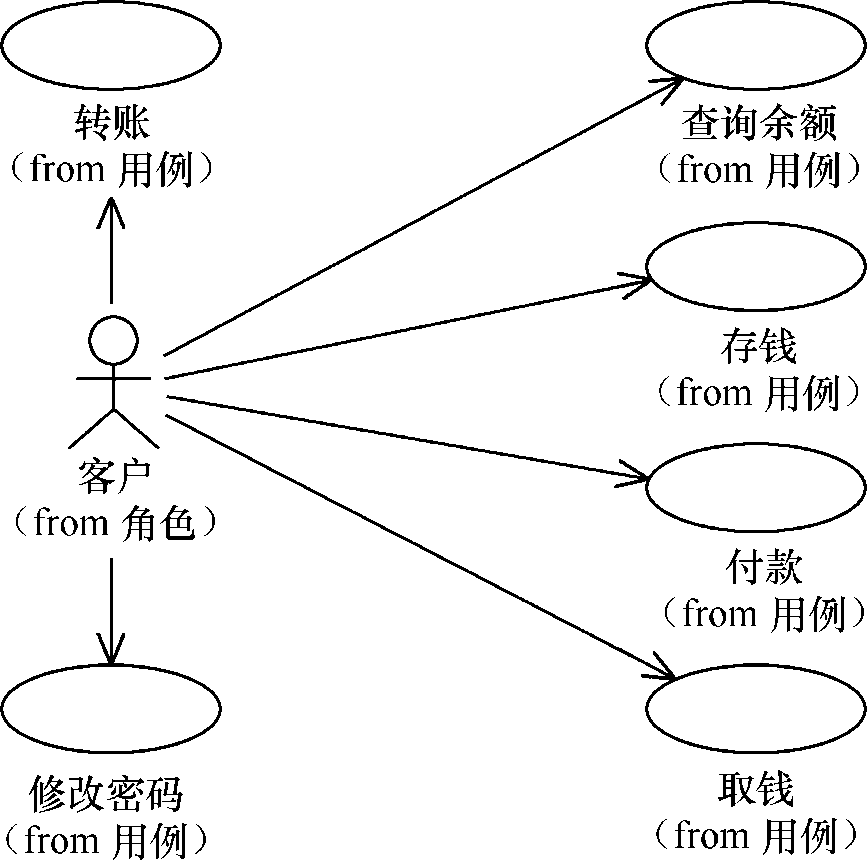 转账
（from 用例）
查询余额
（from 用例）
存钱
（from 用例）
客户
（from 角色）
付款
（from 用例）
修改密码
（from 用例）
取钱
（from 用例）